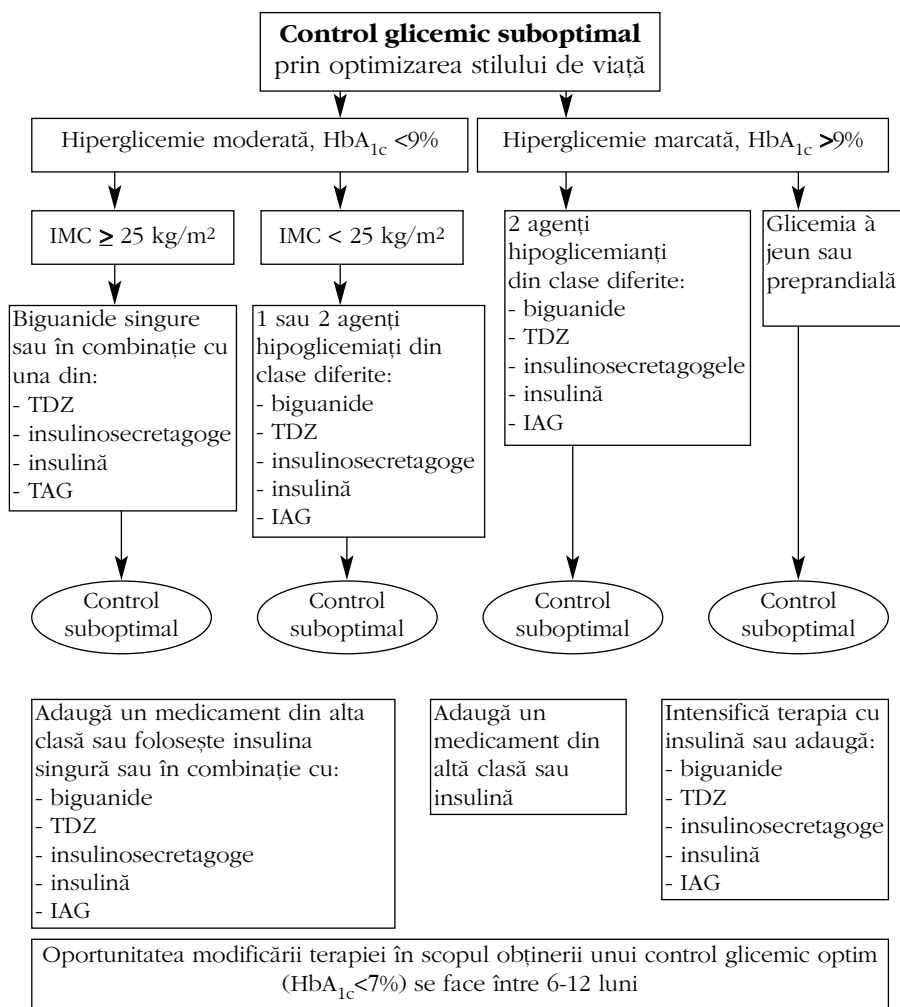 Control glicemic suboptimal
prin optimizarea stilului de viață
Hiperglicemie moderată, HbA1c <9%
Hiperglicemie marcată, HbA1c >9%
IMC ≥ 25 kg/m2
IMC < 25 kg/m2
2 agenți
hipoglicemianți
din clase diferite:
- biguanide
- TDZ
- insulinosecretagogele
- insulină
- IAG
Glicemia à
jeun sau
preprandială
Biguanide singure
sau în combinație cu
una din:
- TDZ
- insulinosecretagoge
- insulină
- TAG
1 sau 2 agenți
hipoglicemiați din
clase diferite:
- biguanide
- TDZ
- insulinosecretagoge
- insulină
- IAG
Control
suboptimal
Control
suboptimal
Control
suboptimal
Control
suboptimal
Adaugă un medicament din alta
clasă sau folosește insulina
singură sau în combinație cu:
- biguanide
- TDZ
- insulinosecretagoge
- insulină
- IAG
Adaugă un
medicament din
altă clasă sau
insulină
Intensifică terapia cu
insulină sau adaugă:
- biguanide
- TDZ
- insulinosecretagoge
- insulină
- IAG
Oportunitatea modificării terapiei în scopul obținerii unui control glicemic optim
(HbA1c<7%) se face între 6-12 luni